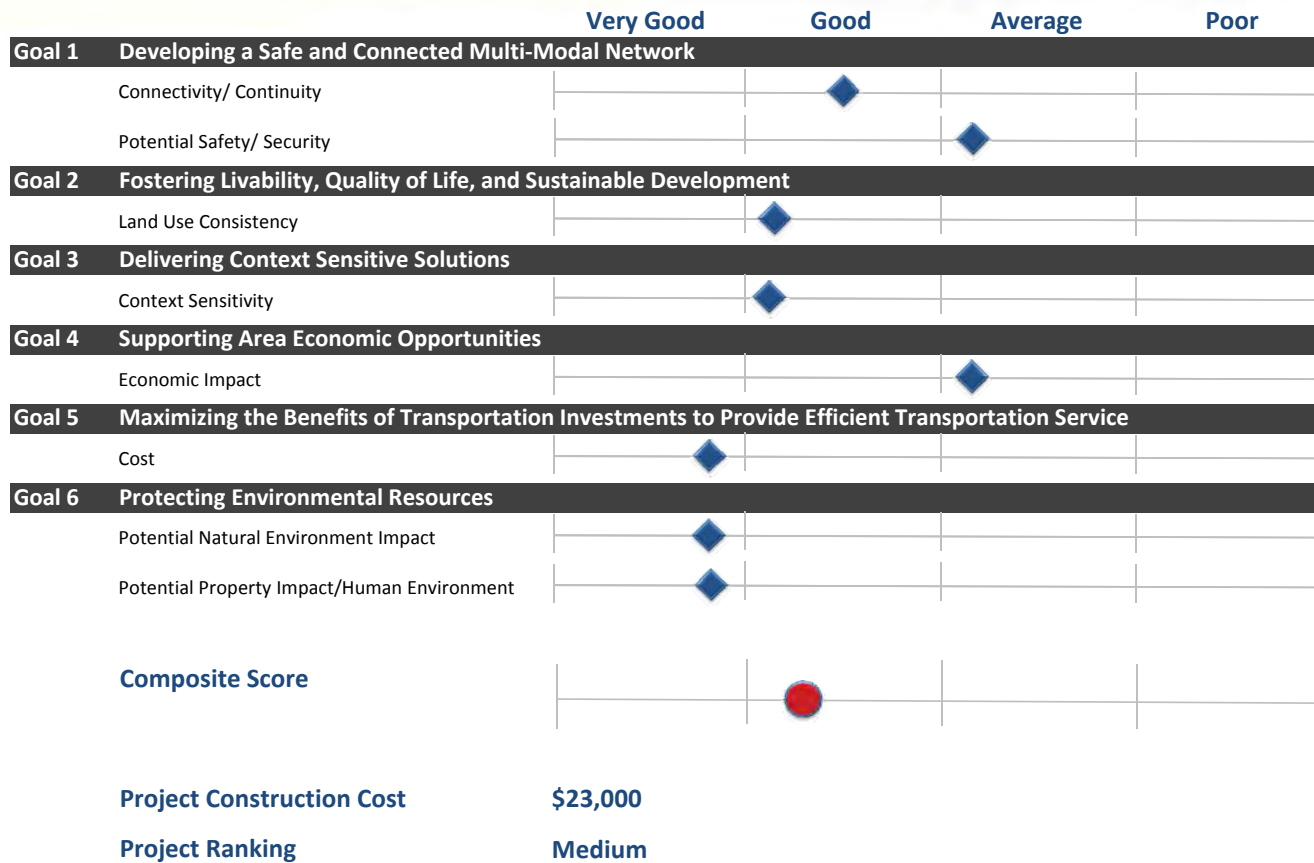 Very Good Good Average Poor
Goal 1 Developing a Safe and Connected Multi-Modal Network
Connectivity/ Continuity
Potential Safety/ Security
Goal 2 Fostering Livability, Quality of Life, and Sustainable Development
Land Use Consistency
Goal 3 Delivering Context Sensitive Solutions
Context Sensitivity
Goal 4 Supporting Area Economic Opportunities
Economic Impact
Goal 5 Maximizing the Benefits of Transportation Investments to Provide Efficient Transportation Service
Cost
Goal 6 Protecting Environmental Resources
Potential Natural Environment Impact
Potential Property Impact/Human Environment
Composite Score
Project Construction Cost $23,000
Project Ranking Medium